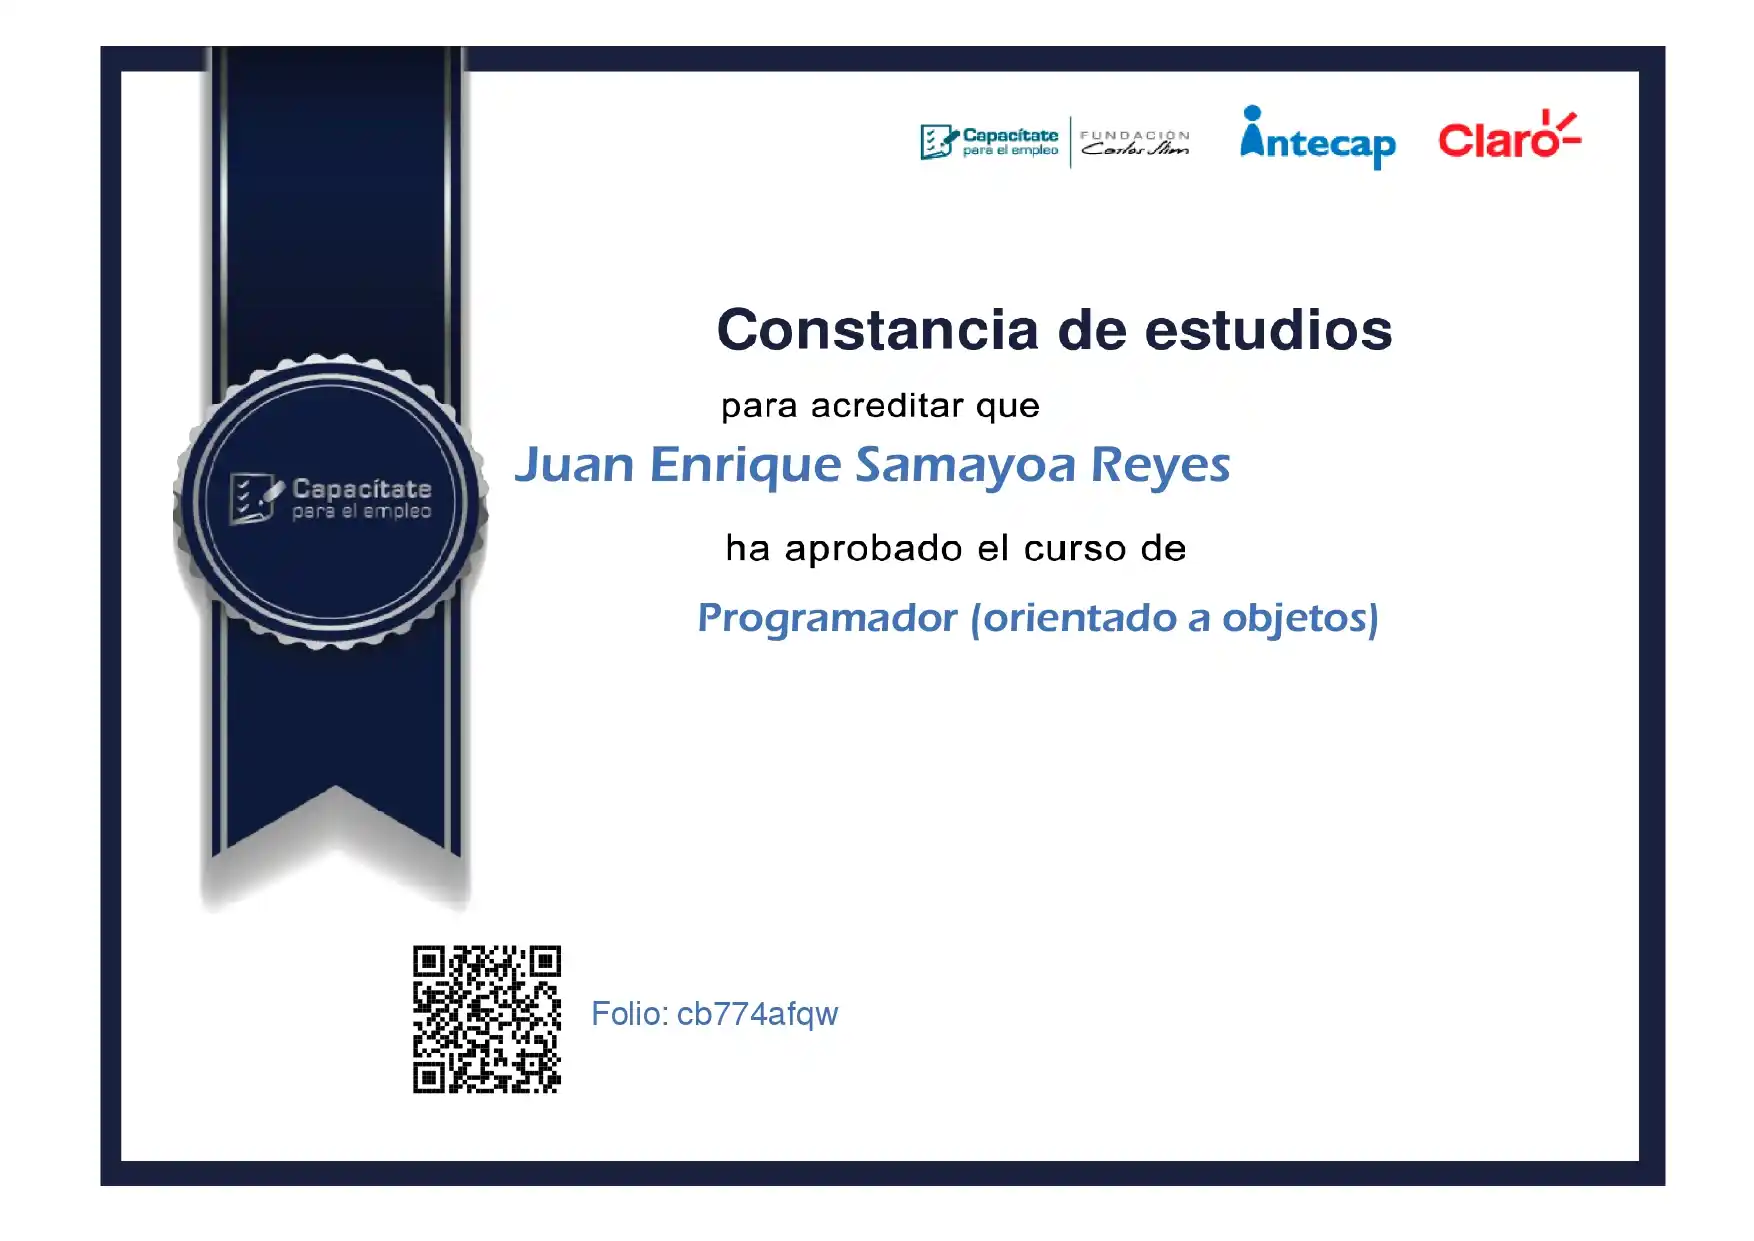 Capacítate
para el empleo
FUNDACIÓN
Carlos Slim
intecap
Claro
Constancia de estudios
para acreditar que
Juan Enrique Samayoa Reyes
Capacítate
para el empleo
ha aprobado el curso de
Programador (orientado a objetos)
Folio: cb774afqw